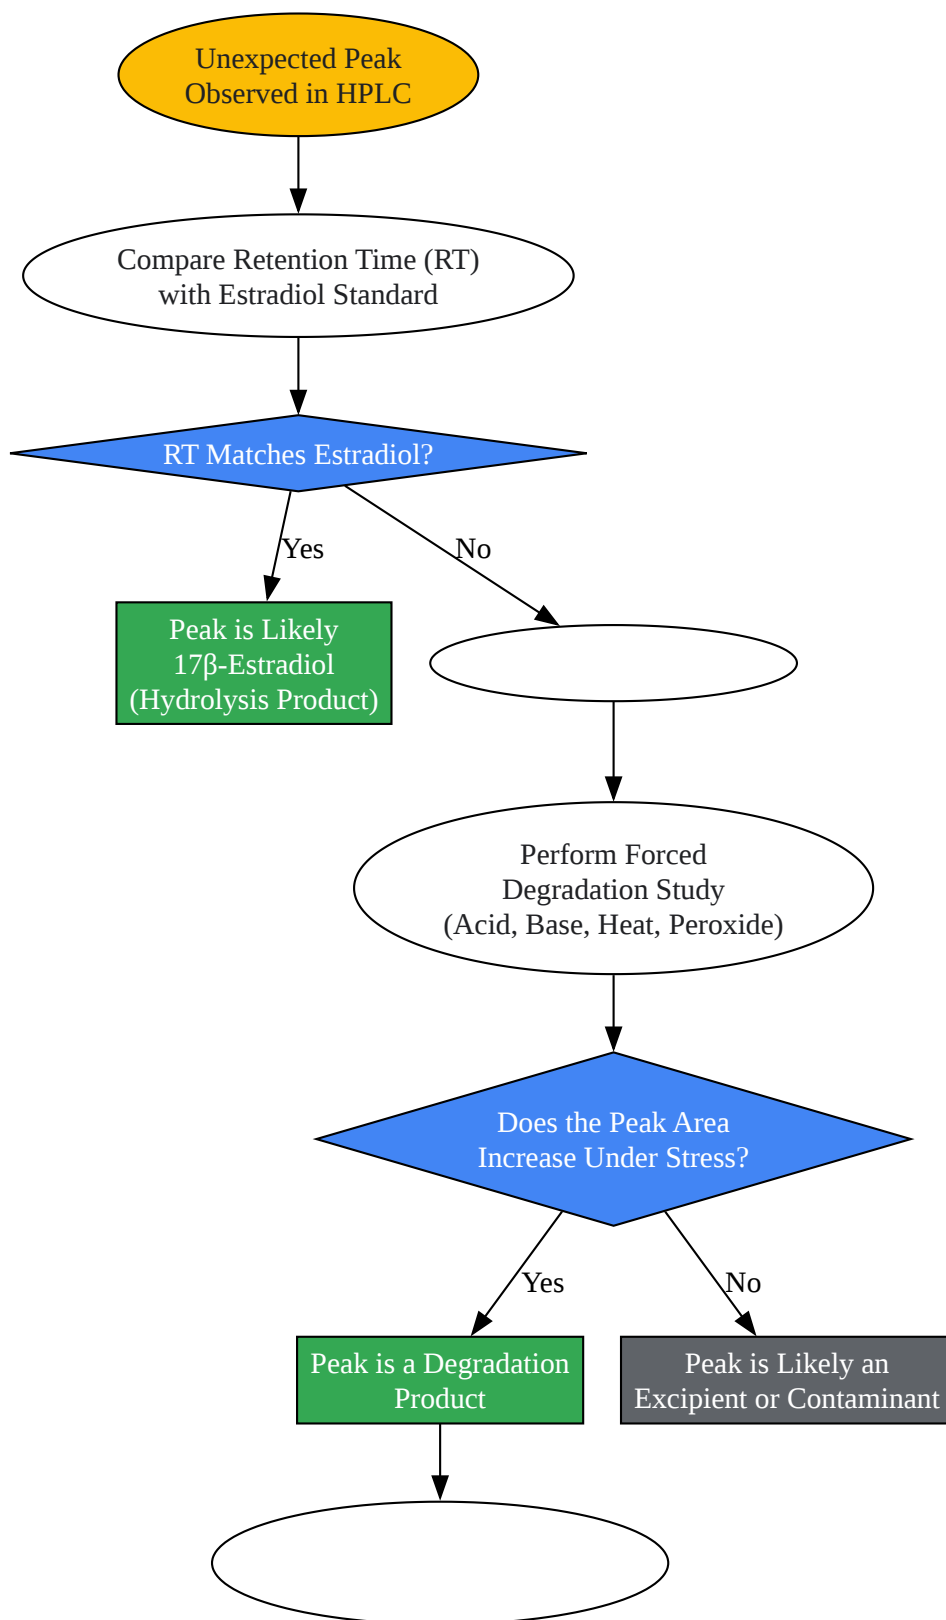 Unexpected Peak
Observed in HPLC
Compare Retention Time (RT)
with Estradiol Standard
RT Matches Estradiol?
Yes
No
Peak is Likely
17β-Estradiol
(Hydrolysis Product)
Perform Forced
Degradation Study
(Acid, Base, Heat, Peroxide)
Does the Peak Area
Increase Under Stress?
Yes
No
Peak is a Degradation
Product
Peak is Likely an
Excipient or Contaminant